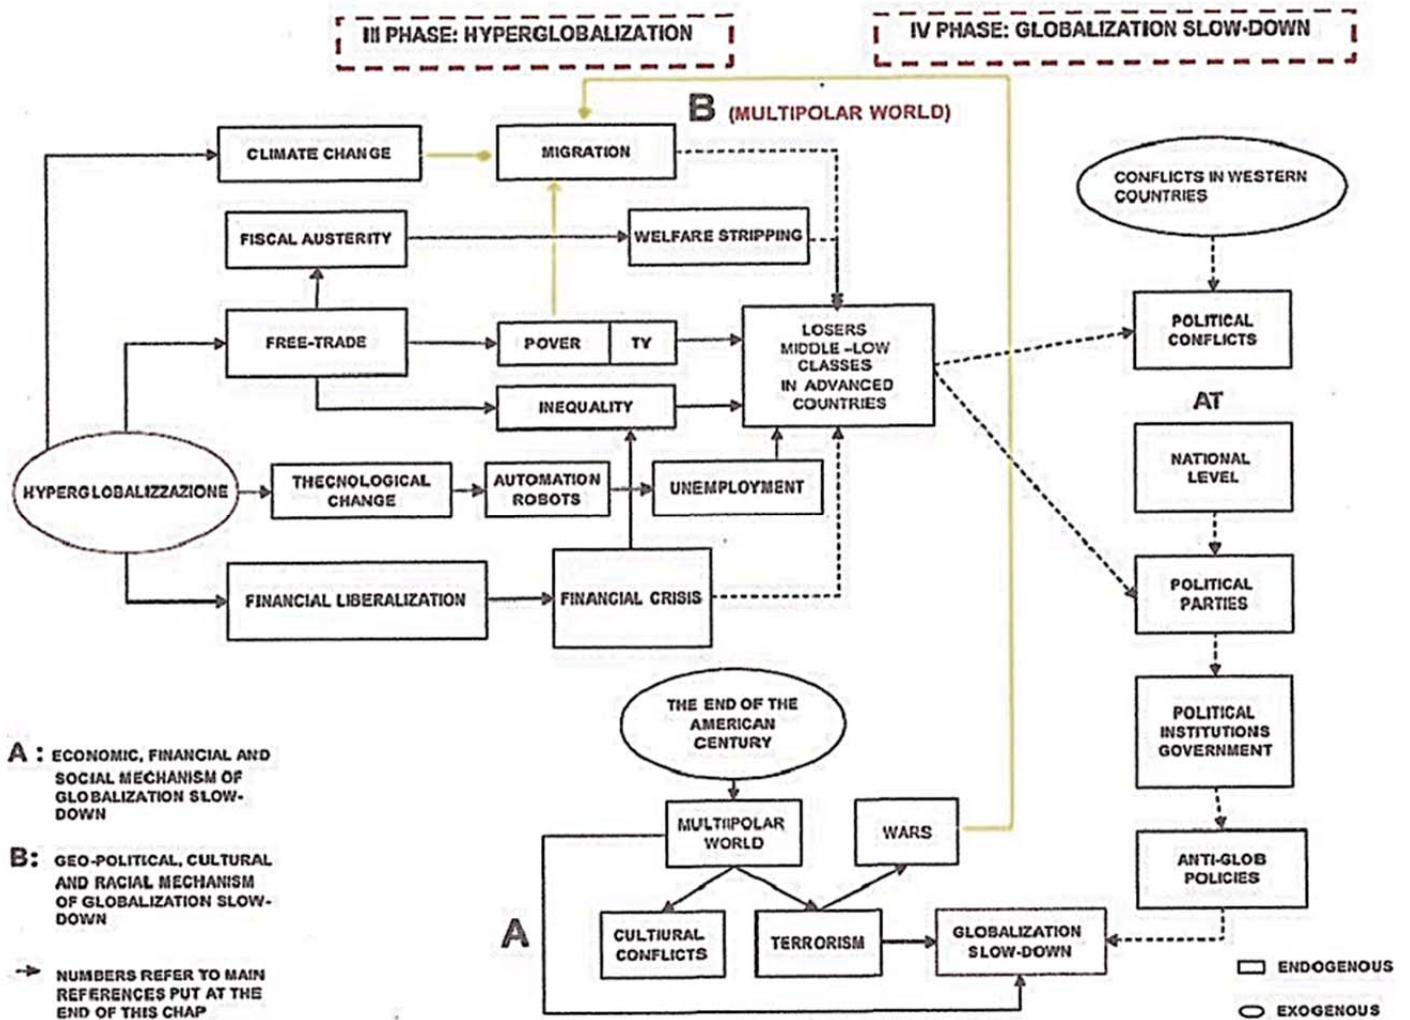 III PHASE: HYPERGLOBALIZATION
IV PHASE: GLOBALIZATION SLOW-DOWN
B (MULTIPOLAR WORLD)
CLIMATE CHANGE
MIGRATION
CONFLICTS IN WESTERN
COUNTRIES
FISCAL AUSTERITY
WELFARE STRIPPING
FREE-TRADE
POVER TY
LOSERS
MIDDLE –LOW
CLASSES
IN ADVANCED
COUNTRIES
POLITICAL
CONFLICTS
INEQUALITY
AT
HYPERGLOBALIZZAZIONE
THECNOLOGICAL
CHANGE
AUTOMATION
ROBOTS
UNEMPLOYMENT
NATIONAL
LEVEL
FINANCIAL LIBERALIZATION
FINANCIAL CRISIS
POLITICAL
PARTIES
THE END OF THE
AMERICAN
CENTURY
POLITICAL
INSTITUTIONS
GOVERNMENT
MULTIIPOLAR
WORLD
WARS
ANTI-GLOB
POLICIES
A
CULTIURAL
CONFLICTS
TERRORISM
GLOBALIZATION
SLOW-DOWN
A : ECONOMIC, FINANCIAL AND
SOCIAL MECHANISM OF
GLOBALIZATION SLOW-
DOWN
B: GEO-POLITICAL, CULTURAL
AND RACIAL MECHANISM
OF GLOBALIZATION SLOW-
DOWN
NUMBERS REFER TO MAIN
REFERENCES PUT AT THE
END OF THIS CHAP
ENDOGENOUS
EXOGENOUS